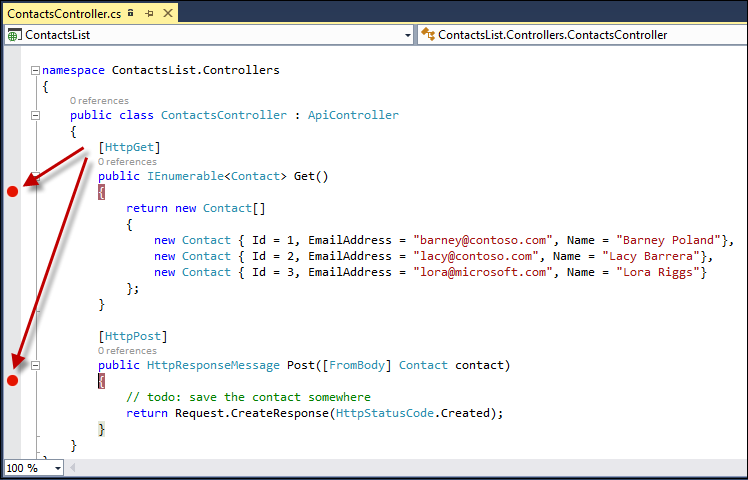 ContactsController.cs
ContactsList ContactsList.Controllers.ContactsController
namespace ContactsList.Controllers
{
0 references
public class ContactsController : ApiController
{
[HttpGet]
0 references
public IEnumerable<Contact> Get()
{
return new Contact[]
{
new Contact { Id = 1, EmailAddress = "barney@contoso.com", Name = "Barney Poland"},
new Contact { Id = 2, EmailAddress = "lacy@contoso.com", Name = "Lacy Barrera"},
new Contact { Id = 3, EmailAddress = "lora@microsoft.com", Name = "Lora Riggs"}
};
}
[HttpPost]
0 references
public HttpResponseMessage Post([FromBody] Contact contact)
{
// todo: save the contact somewhere
return Request.CreateResponse(HttpStatusCode.Created);
}
}
}
100 %